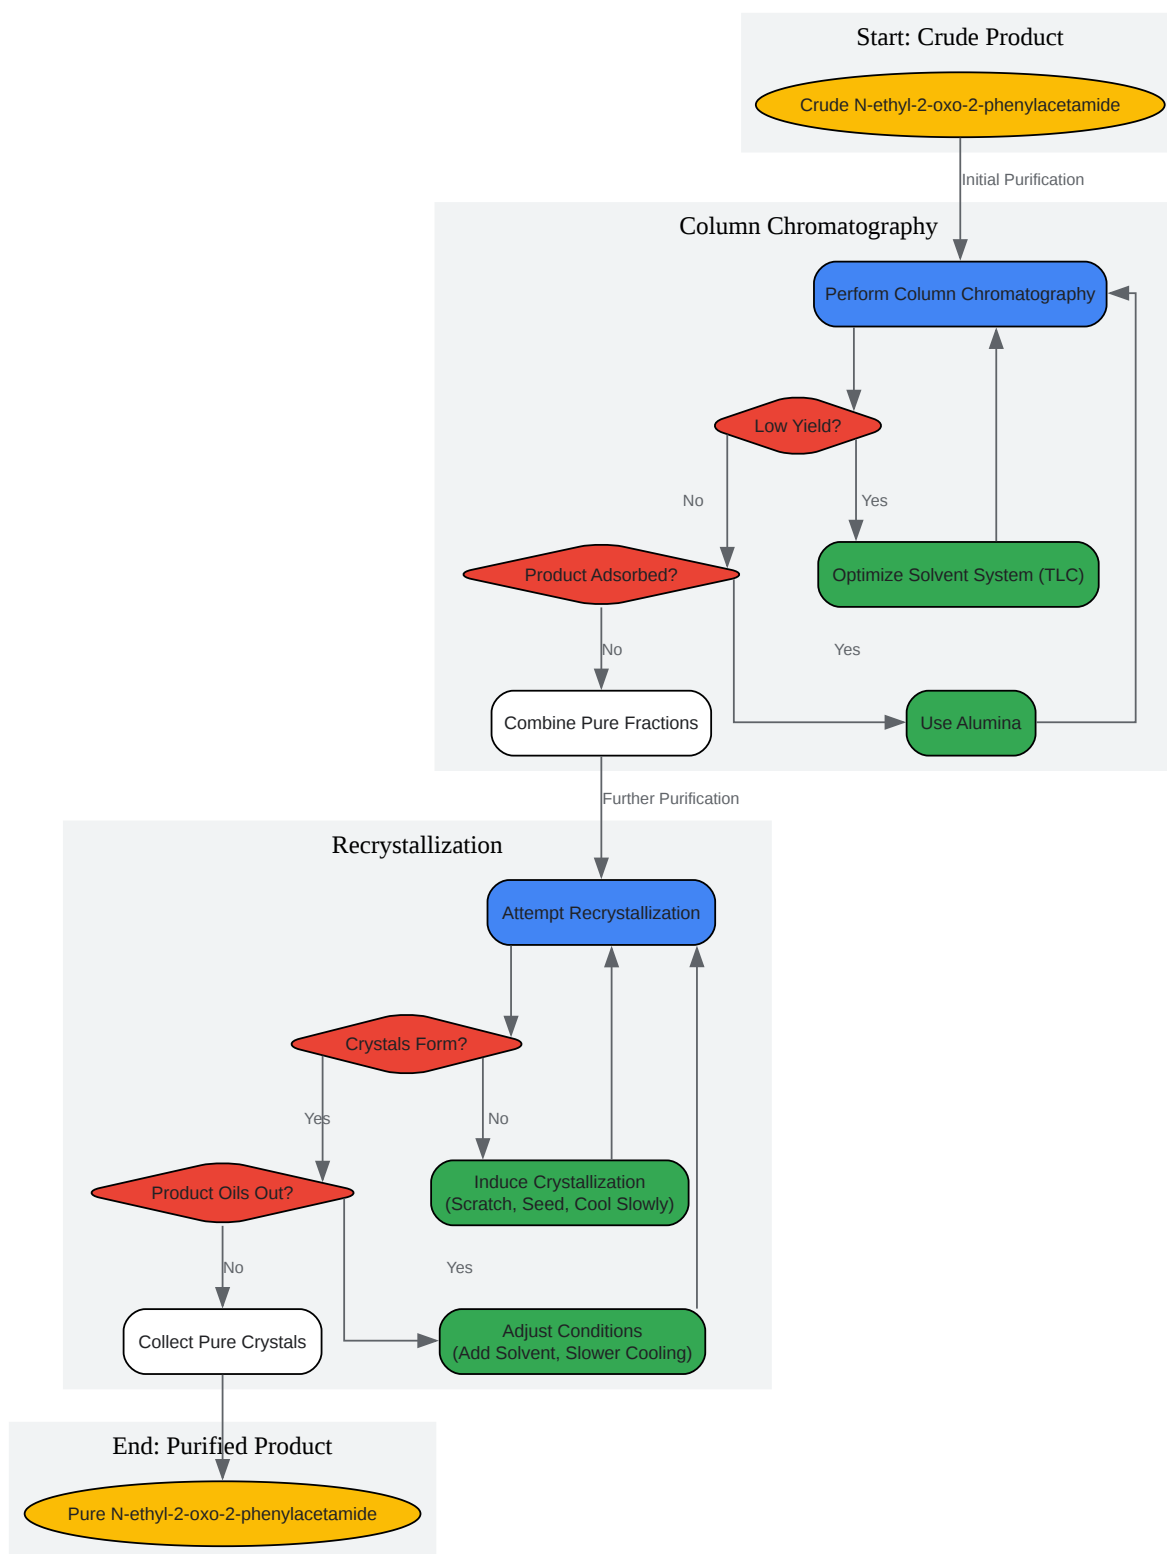 Start: Crude Product
Crude N-ethyl-2-oxo-2-phenylacetamide
Initial Purification
Column Chromatography
Perform Column Chromatography
Low Yield?
No
Yes
Product Adsorbed?
Optimize Solvent System (TLC)
No
Yes
Combine Pure Fractions
Use Alumina
Further Purification
Recrystallization
Attempt Recrystallization
Crystals Form?
Yes
No
Product Oils Out?
Induce Crystallization
(Scratch, Seed, Cool Slowly)
No
Yes
Collect Pure Crystals
Adjust Conditions
(Add Solvent, Slower Cooling)
End: Purified Product
Pure N-ethyl-2-oxo-2-phenylacetamide